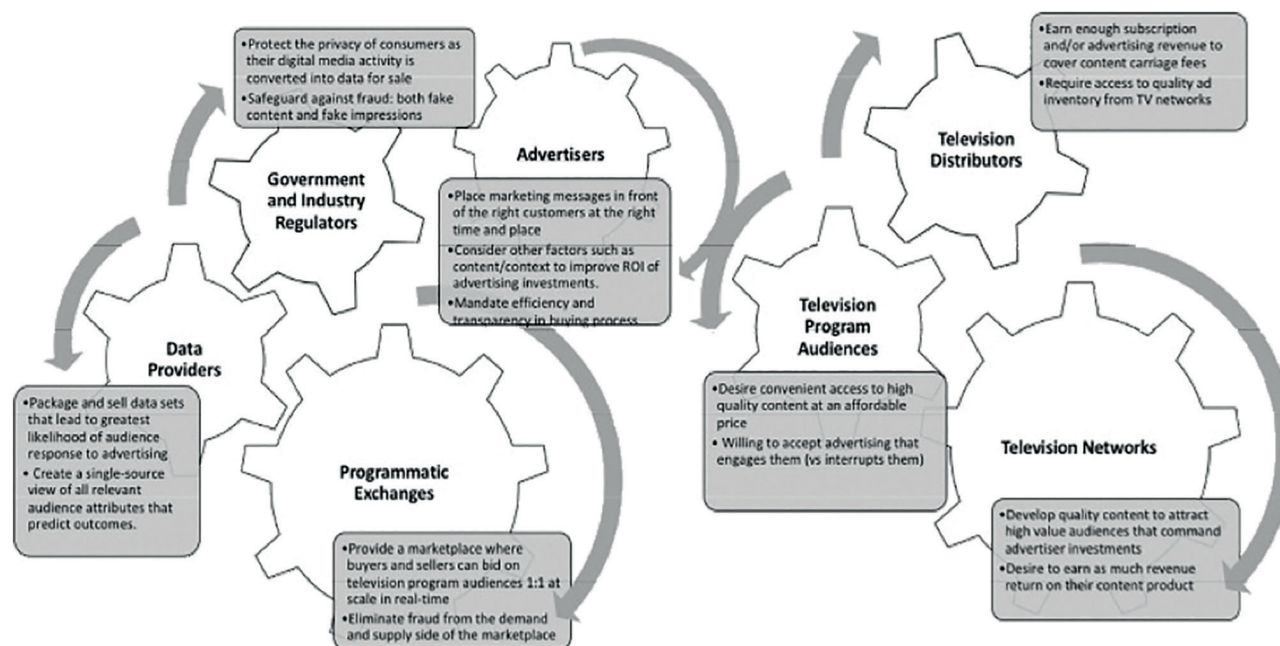 •Protect the privacy of consumers as
their digital media activity is
converted into data for sale
•Safeguard against fraud: both fake
content and fake impressions
Government
and Industry
Regulators
Advertisers
•Place marketing messages in front
of the right customers at the right
time and place
•Consider other factors such as
content/context to improve ROI of
advertising investments.
•Mandate efficiency and
transparency in buying process
Data
Providers
•Package and sell data sets
that lead to greatest
likelihood of audience
response to advertising
• Create a single-source
view of all relevant
audience attributes that
predict outcomes.
Programmatic
Exchanges
•Provide a marketplace where
buyers and sellers can bid on
television program audiences 1:1 at
scale in real-time
•Eliminate fraud from the demand
and supply side of the marketplace
•Earn enough subscription
and/or advertising revenue to
cover content carriage fees
•Require access to quality ad
inventory from TV networks
Television
Distributors
Television
Program
Audiences
•Desire convenient access to high
quality content at an affordable
price
• Willing to accept advertising that
engages them (vs interrupts them)
Television Networks
•Develop quality content to attract
high value audiences that command
advertiser investments
•Desire to earn as much revenue
return on their content product